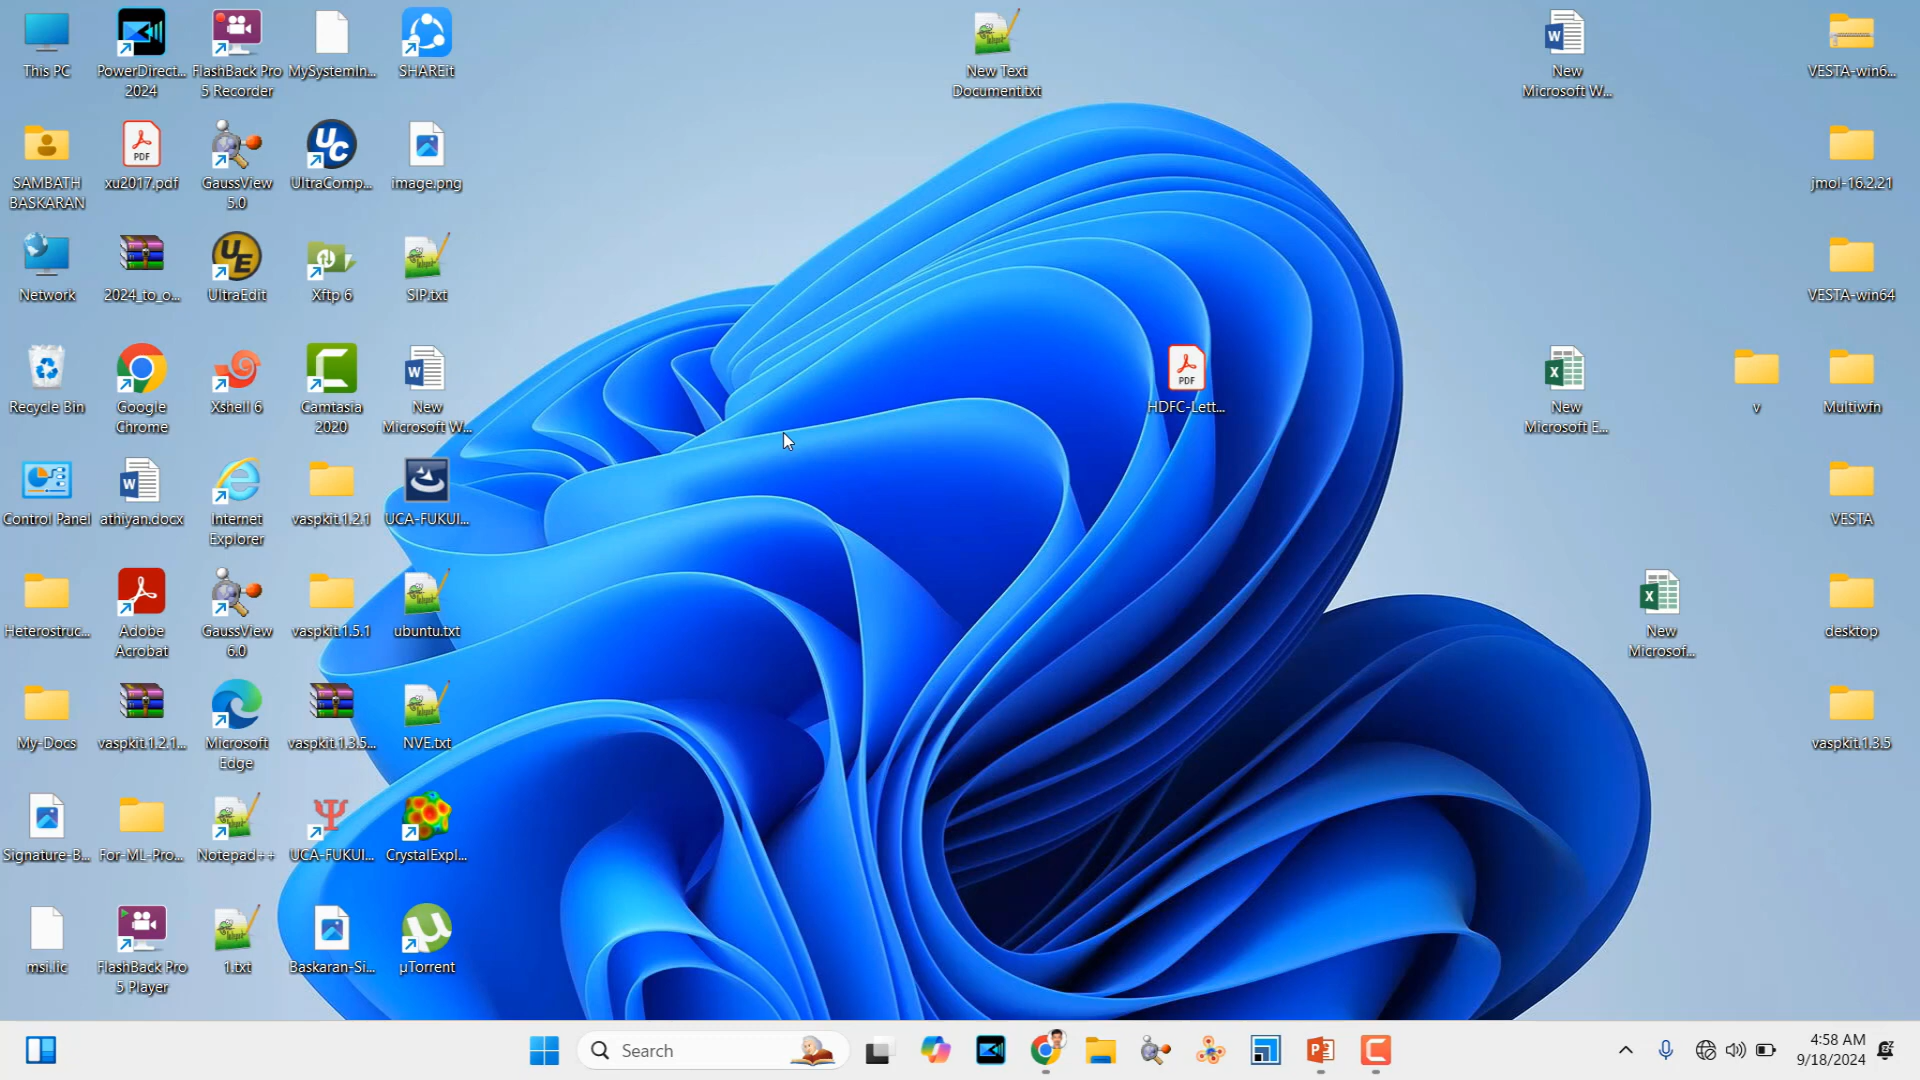 This PC
PowerDirect...
2024
FlashBack Pro
5 Recorder
MySystemIn...
SHAREit
New Text
Document.txt
New
Microsoft W...
VESTA-win6...
SAMBATH
BASKARAN
xu2017.pdf
GaussView
5.0
UltraComp...
image.png
jmol-16.2.21
Network
2024_to_o...
UltraEdit
Xftp 6
SIP.txt
VESTA-win64
Recycle Bin
Google
Chrome
Xshell 6
Camtasia
2020
New
Microsoft W...
HDFC-Lett...
New
Microsoft E...
v
Multiwfn
Control Panel
athiyan.docx
Internet
Explorer
vaspkit.1.2.1
UCA-FUKUI...
VESTA
Heterostruc...
Adobe
Acrobat
GaussView
6.0
vaspkit.1.5.1
ubuntu.txt
New
Microsof...
desktop
My-Docs
vaspkit.1.2.1...
Microsoft
Edge
vaspkit.1.3.5...
NVE.txt
vaspkit.1.3.5
Signature-B...
For-ML-Pro...
Notepad++
UCA-FUKUI...
CrystalExpl...
msi.lic
FlashBack Pro
5 Player
1.txt
Baskaran-Si...
µTorrent
Search
4:58 AM
9/18/2024